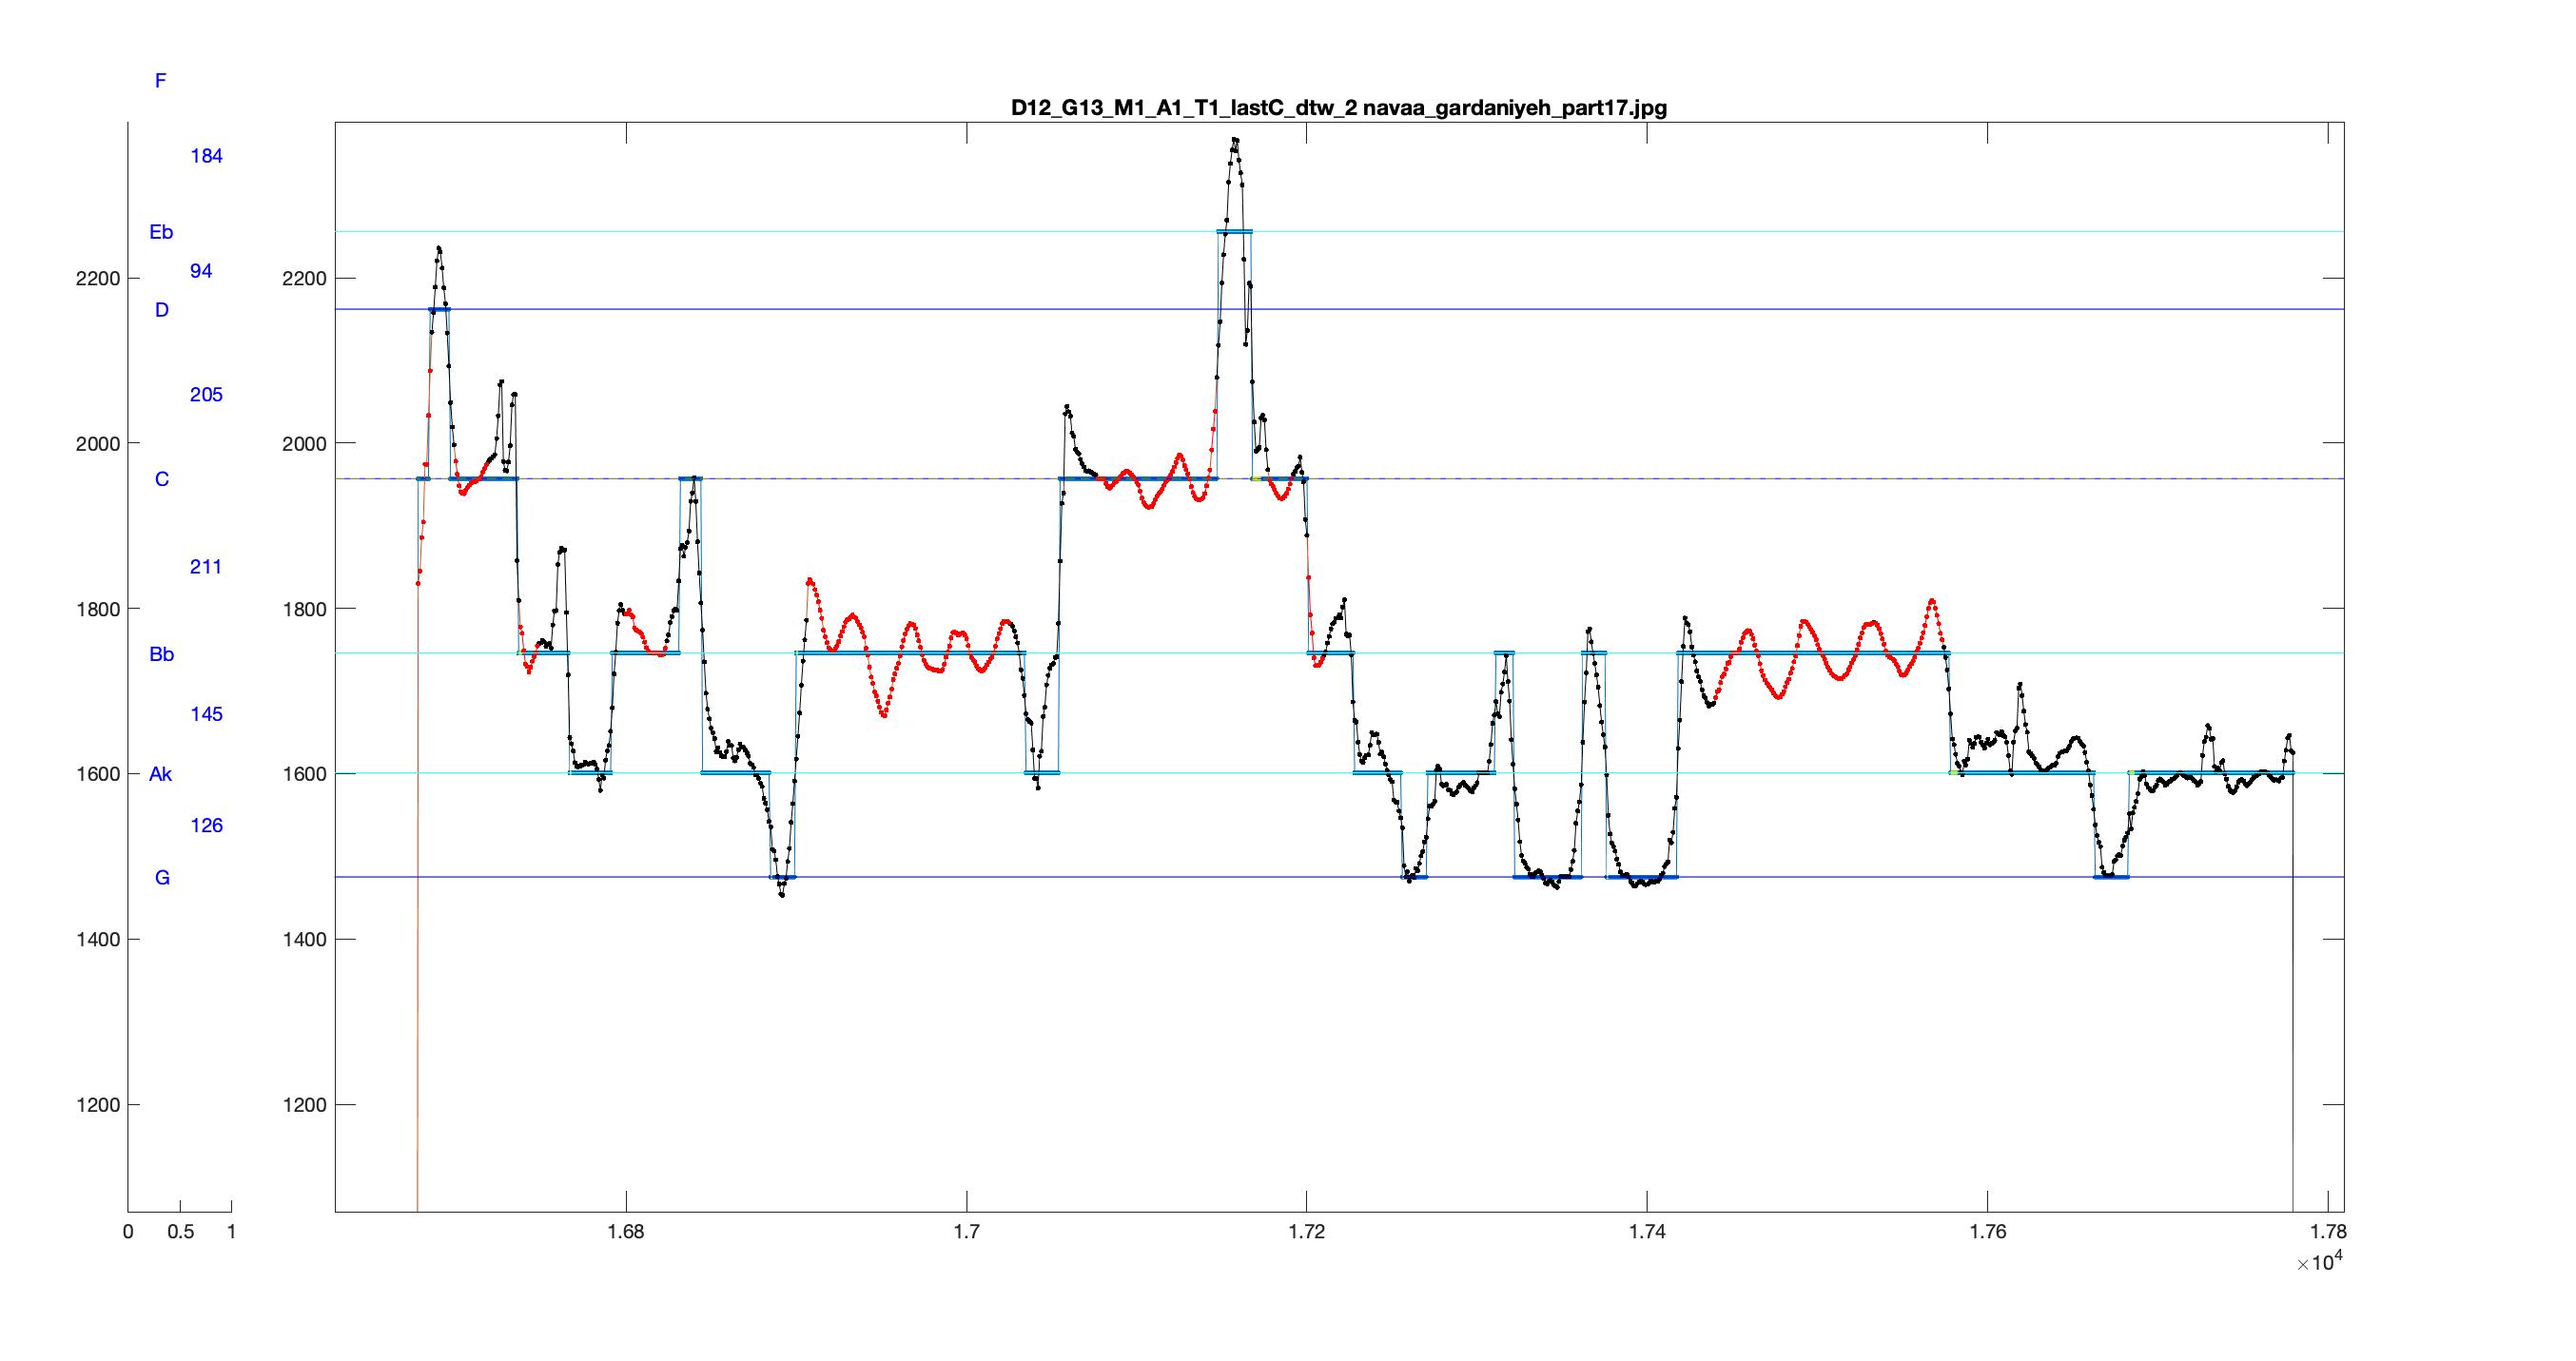 F
D12_G13_M1_A1_T1_lastC_dtw_2 navaa_gardaniyeh_part17.jpg
184
Eb
94
2200 2200
D
205
2000 2000
C
211
1800 1800
Bb
145
1600 Ak 1600
126
G
1400 1400
1200 1200
0 0.5 1 1.68 1.7 1.72 1.74 1.76 1.78
×10⁴